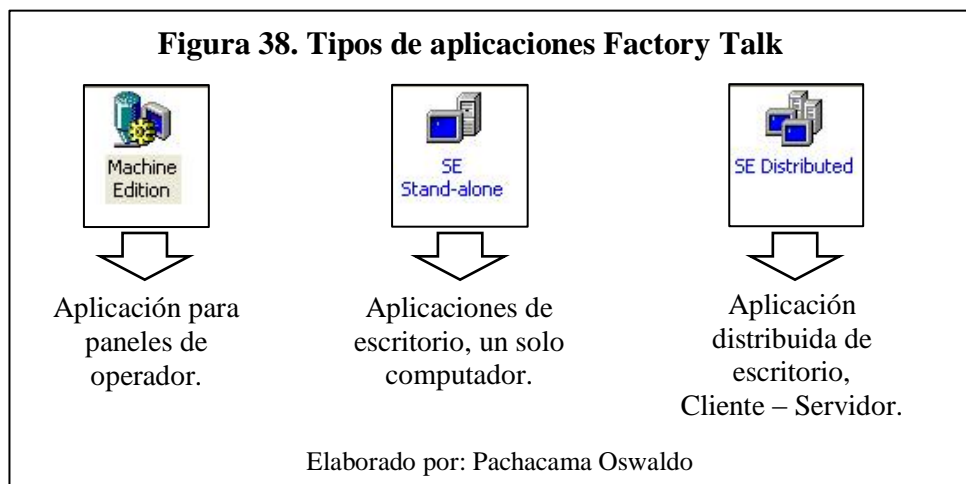 Figura 38. Tipos de aplicaciones Factory Talk
Machine
Edition
SE
Stand-alone
SE Distributed
Aplicación para
paneles de
operador.
Aplicaciones de
escritorio, un solo
computador.
Aplicación
distribuida de
escritorio,
Cliente – Servidor.
Elaborado por: Pachacama Oswaldo